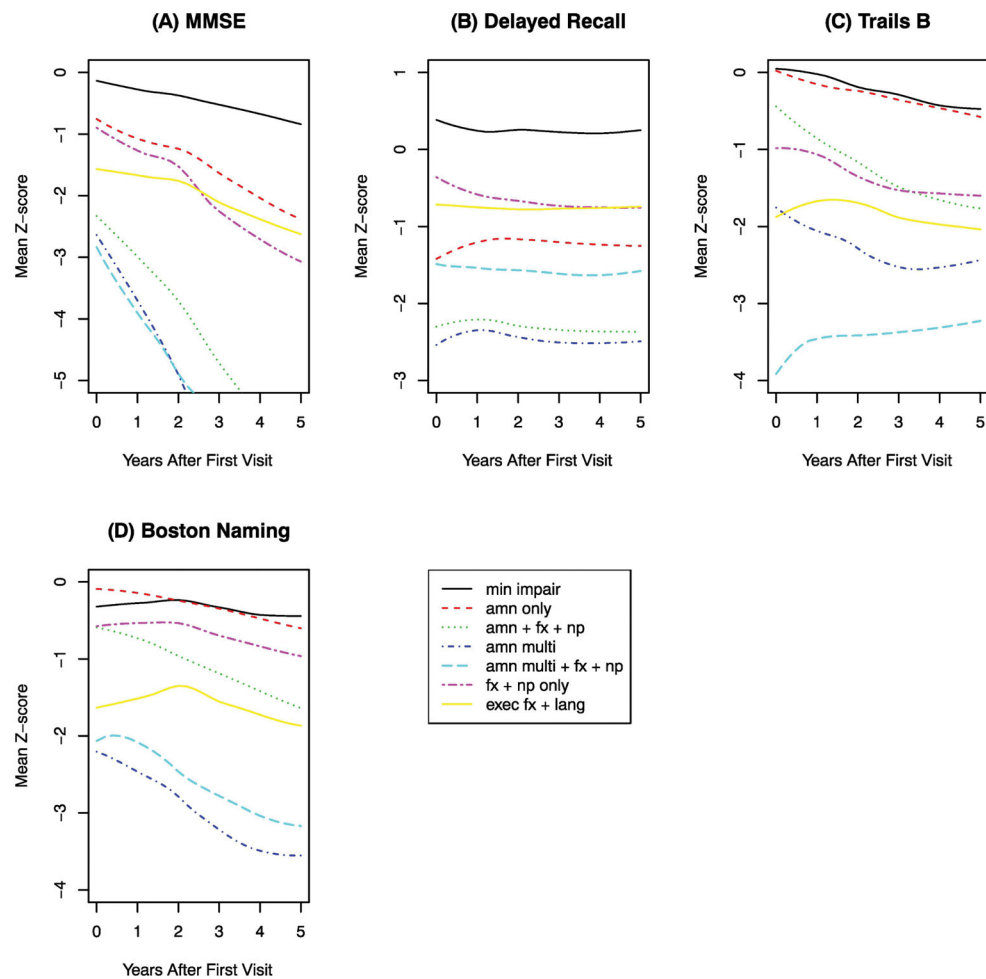 (A) MMSE
(B) Delayed Recall
(C) Trails B
Mean Z−score
0
−1
−2
−3
−4
−5
0 1 2 3 4 5
Years After First Visit
Mean Z−score
1
0
−1
−2
−3
0 1 2 3 4 5
Years After First Visit
Mean Z−score
0
−1
−2
−3
−4
0 1 2 3 4 5
Years After First Visit
(D) Boston Naming
Mean Z−score
0
−1
−2
−3
−4
0 1 2 3 4 5
Years After First Visit
min impair
amn only
amn + fx + np
amn multi
amn multi + fx + np
fx + np only
exec fx + lang